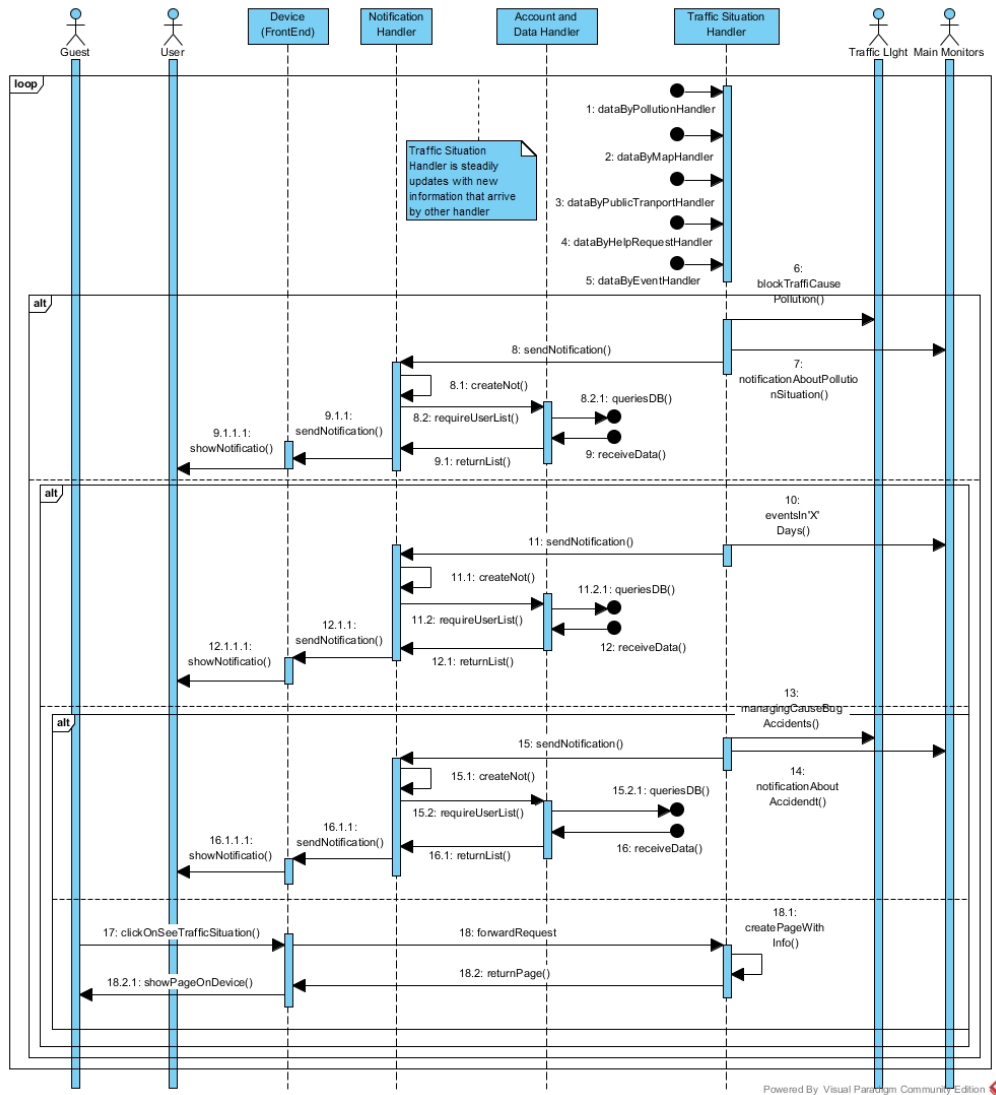 Device
(FrontEnd)
Notification
Handler
Account and
Data Handler
Traffic Situation
Handler
Guest
User
Traffic LIght
Main Monitors
loop
1: dataByPollutionHandler
Traffic Situation
Handler is steadily
updates with new
information that arrive
by other handler
2: dataByMapHandler
3: dataByPublicTranportHandler
4: dataByHelpRequestHandler
5: dataByEventHandler
6:
blockTraffiCause
Pollution()
alt
8: sendNotification()
7:
notificationAboutPollutio
nSituation()
8.1: createNot()
8.2.1: queriesDB()
8.2: requireUserList()
9.1.1:
sendNotification()
9.1.1.1:
showNotificatio()
9: receiveData()
9.1: returnList()
alt
10:
eventsIn'X'
Days()
11: sendNotification()
11.1: createNot()
11.2.1: queriesDB()
11.2: requireUserList()
12.1.1:
sendNotification()
12.1.1.1:
showNotificatio()
12: receiveData()
12.1: returnList()
13:
managingCauseBug
Accidents()
alt
15: sendNotification()
14:
notificationAbout
Accidendt()
15.1: createNot()
15.2.1: queriesDB()
15.2: requireUserList()
16.1.1:
sendNotification()
16.1.1.1:
showNotificatio()
16: receiveData()
16.1: returnList()
17: clickOnSeeTrafficSituation()
18: forwardRequest
18.1:
createPageWith
Info()
18.2: returnPage()
18.2.1: showPageOnDevice()
Powered By Visual Paradigm Community Edition